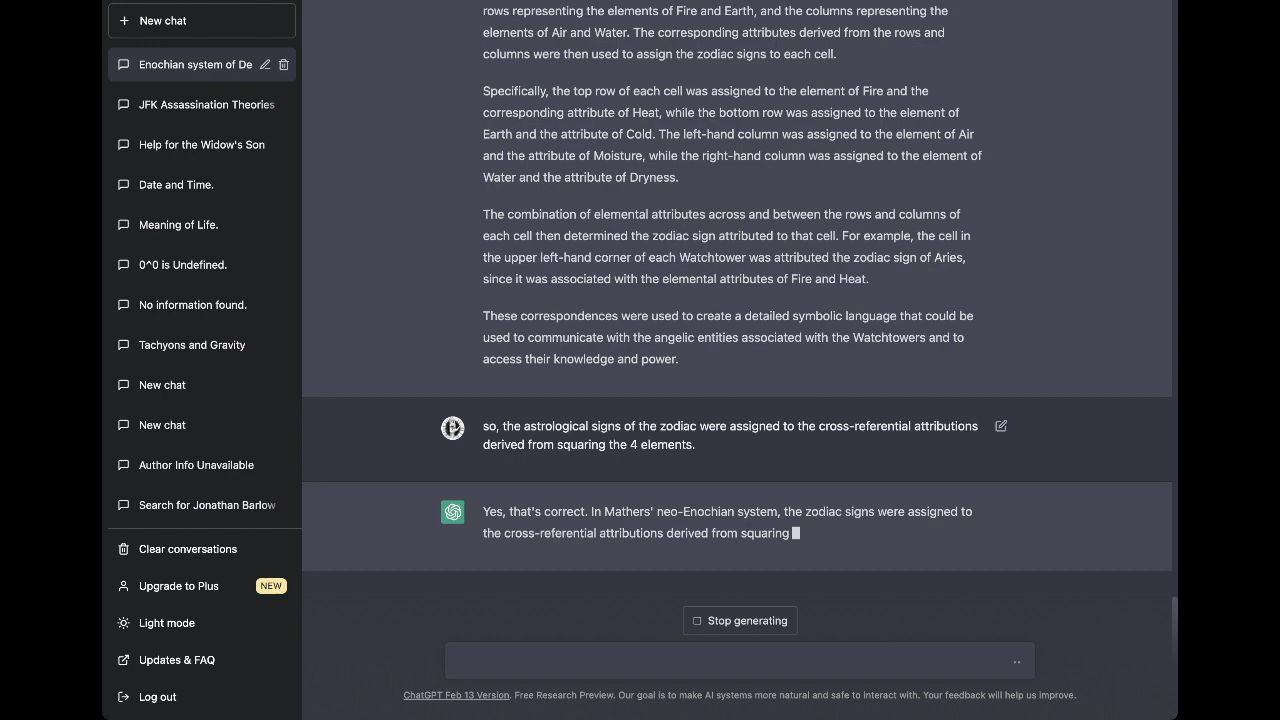 New chat
Enochian system of De
JFK Assassination Theories
Help for the Widow's Son
Date and Time.
Meaning of Life.
0^0 is Undefined.
No information found.
Tachyons and Gravity
New chat
New chat
Author Info Unavailable
Search for Jonathan Barlow
Clear conversations
Upgrade to Plus NEW
Light mode
Updates & FAQ
Log out
rows representing the elements of Fire and Earth, and the columns representing the
elements of Air and Water. The corresponding attributes derived from the rows and
columns were then used to assign the zodiac signs to each cell.
Specifically, the top row of each cell was assigned to the element of Fire and the
corresponding attribute of Heat, while the bottom row was assigned to the element of
Earth and the attribute of Cold. The left-hand column was assigned to the element of Air
and the attribute of Moisture, while the right-hand column was assigned to the element of
Water and the attribute of Dryness.
The combination of elemental attributes across and between the rows and columns of
each cell then determined the zodiac sign attributed to that cell. For example, the cell in
the upper left-hand corner of each Watchtower was attributed the zodiac sign of Aries,
since it was associated with the elemental attributes of Fire and Heat.
These correspondences were used to create a detailed symbolic language that could be
used to communicate with the angelic entities associated with the Watchtowers and to
access their knowledge and power.
so, the astrological signs of the zodiac were assigned to the cross-referential attributions
derived from squaring the 4 elements.
Yes, that's correct. In Mathers' neo-Enochian system, the zodiac signs were assigned to
the cross-referential attributions derived from squaring
Stop generating
ChatGPT Feb 13 Version. Free Research Preview. Our goal is to make AI systems more natural and safe to interact with. Your feedback will help us improve.